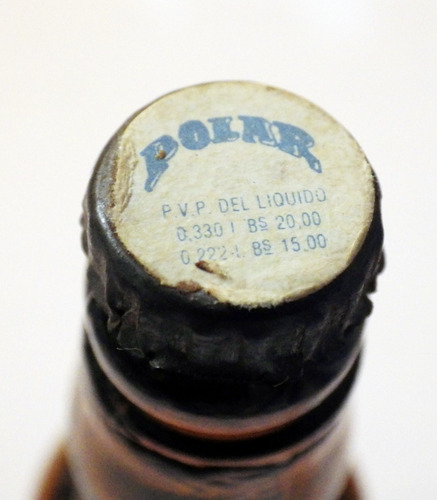 POLAR
P.V.P. DEL LIQUIDO
0,330 l Bs 20,00
0,222 L Bs 15,00